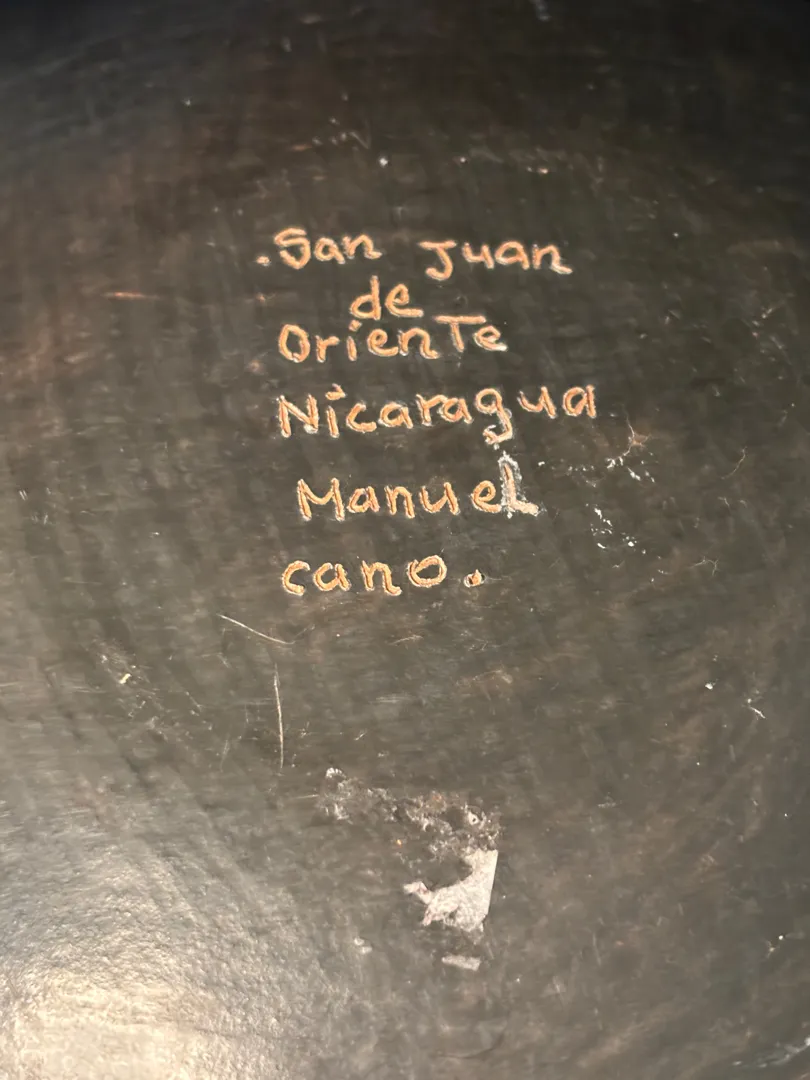 .San Juan
de
Oriente
Nicaragua
Manuel
cano.